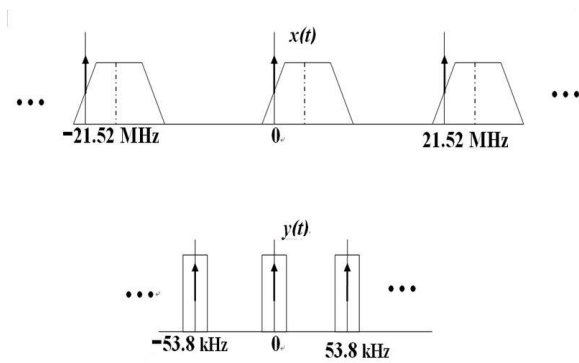 x(t)
... ...
−21.52 MHz 0 21.52 MHz
y(t)
... ...
−53.8 kHz 0 53.8 kHz